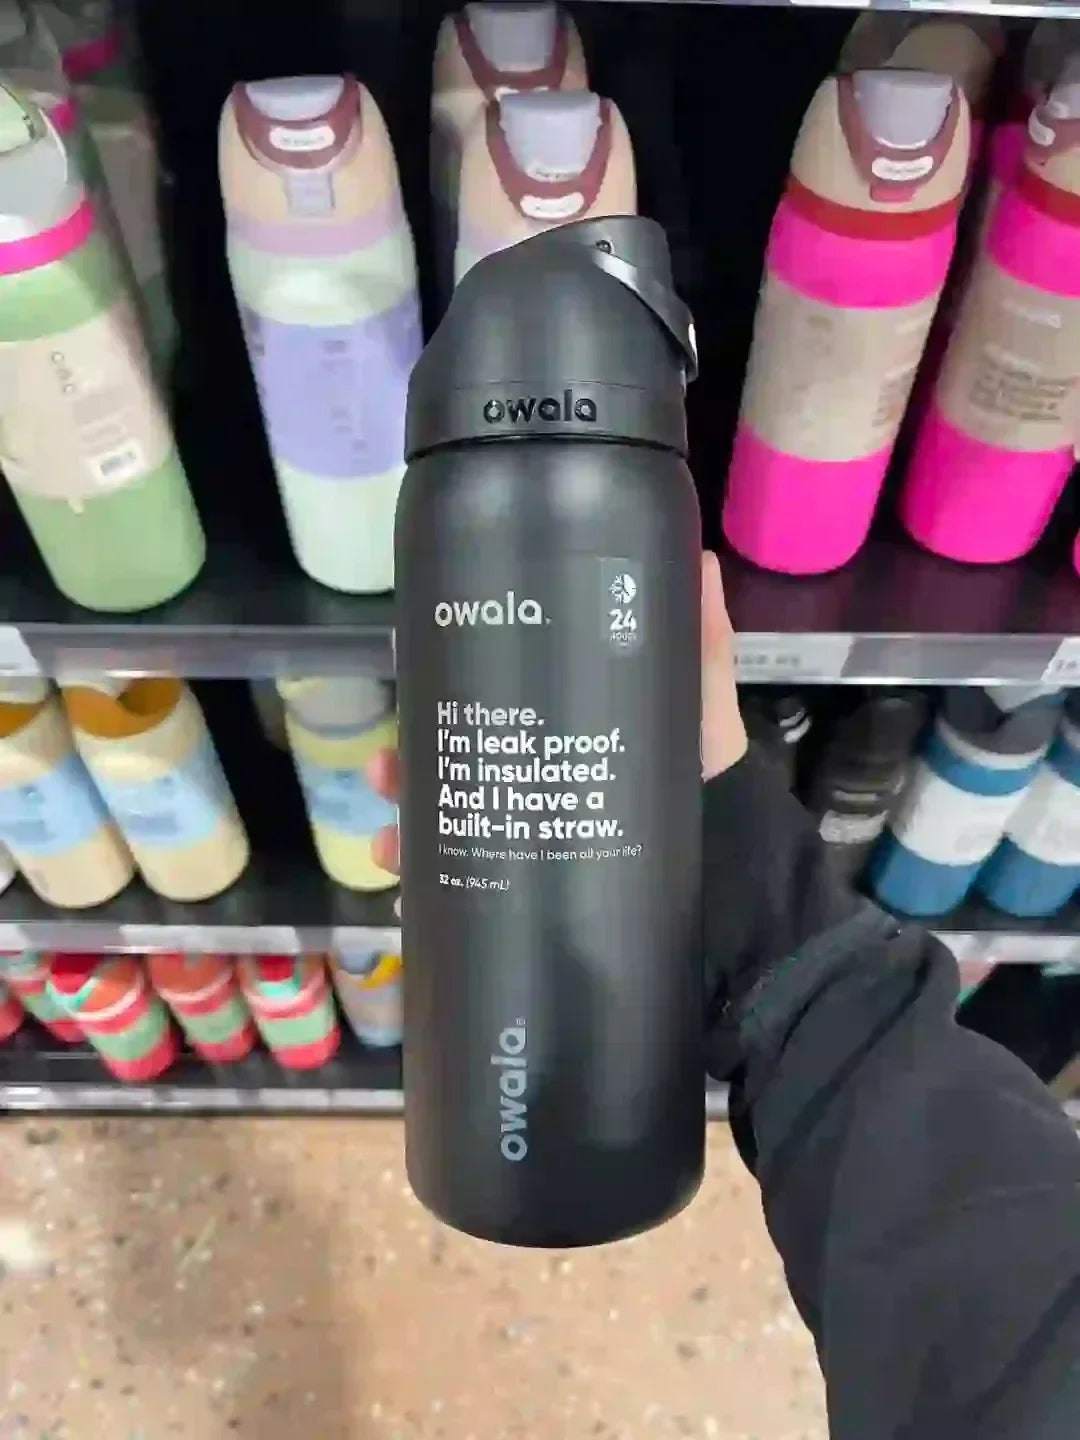 owala
owala.
24
HOURS
Hi there.
I'm leak proof.
I'm insulated.
And I have a
built-in straw.
I know. Where have I been all your life?
32 oz. (945 mL)
owala